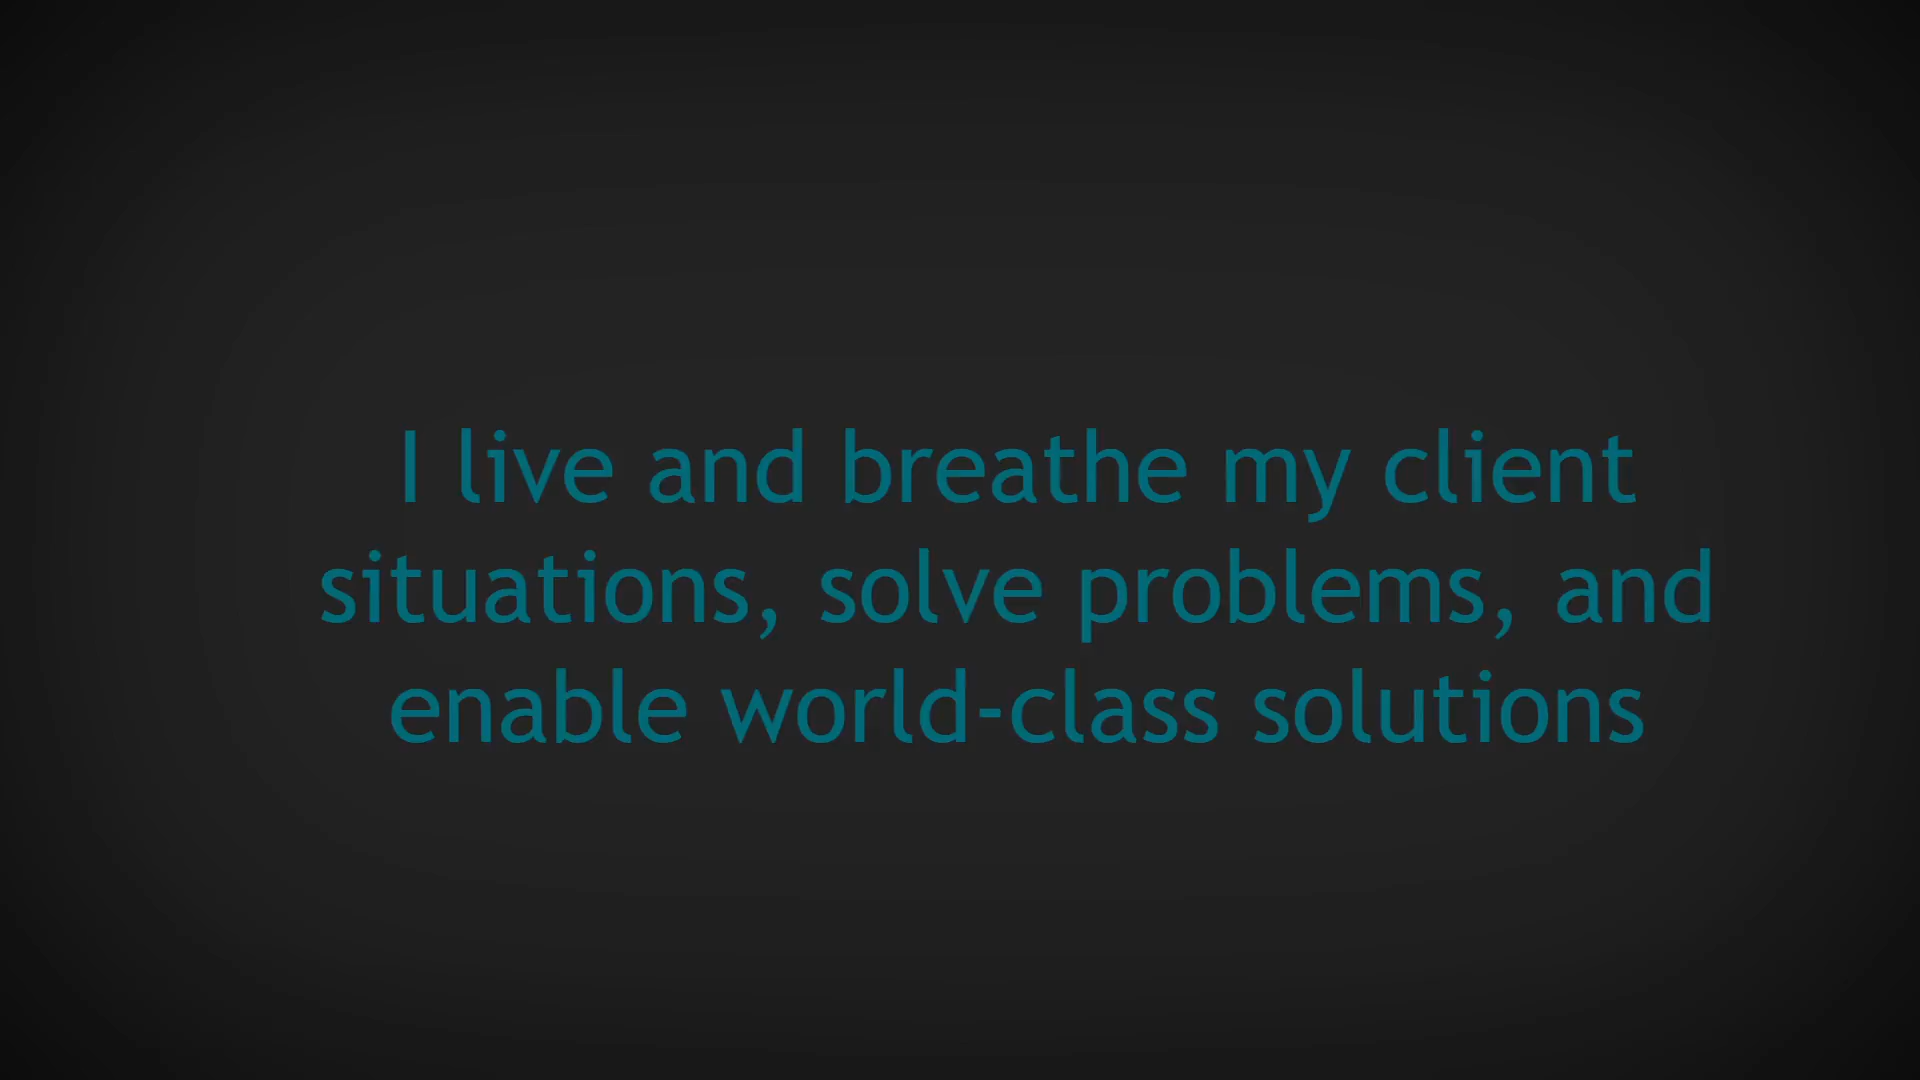 I live and breathe my client
situations, solve problems, and
enable world-class solutions